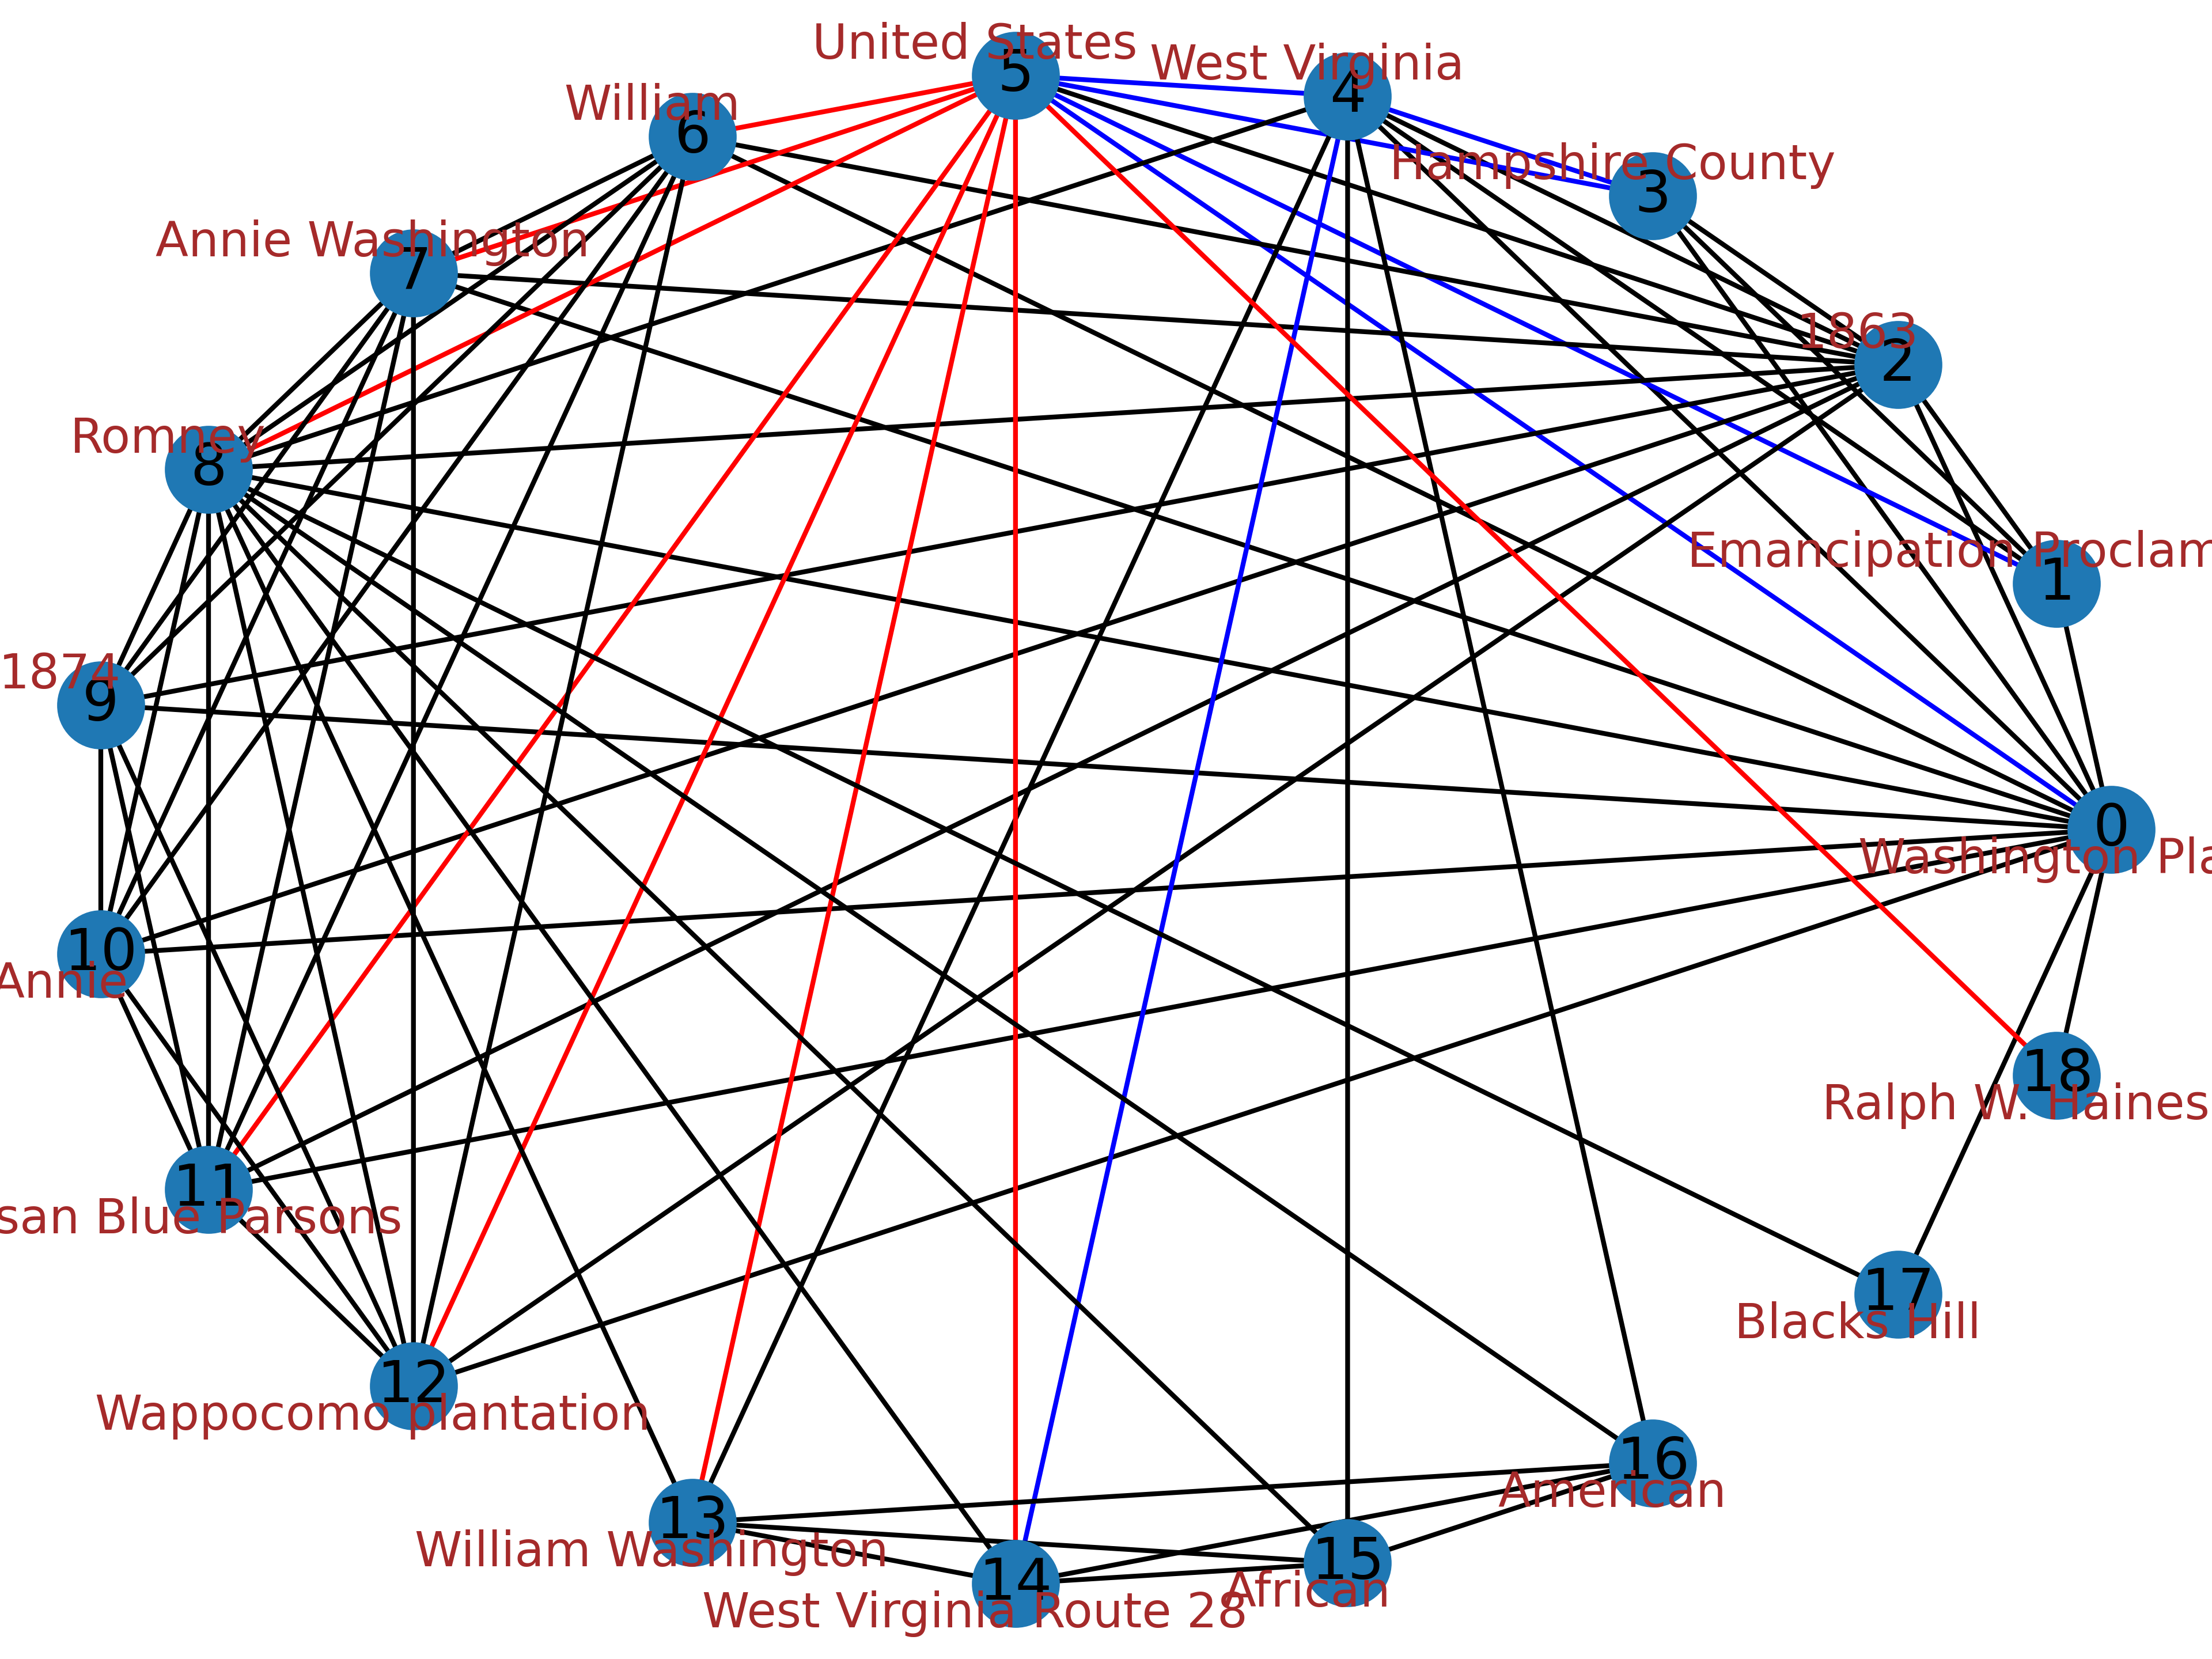 United States
5
West Virginia
4
William
6
Hampshire County
3
Annie Washington
7
1863
2
Romney
8
Emancipation Proclam
1
1874
9
0
Washington Pla
10
Annie
18
Ralph W. Haines
11
san Blue Parsons
17
Blacks Hill
12
Wappocomo plantation
16
American
13
William Washington
15
African
14
West Virginia Route 28